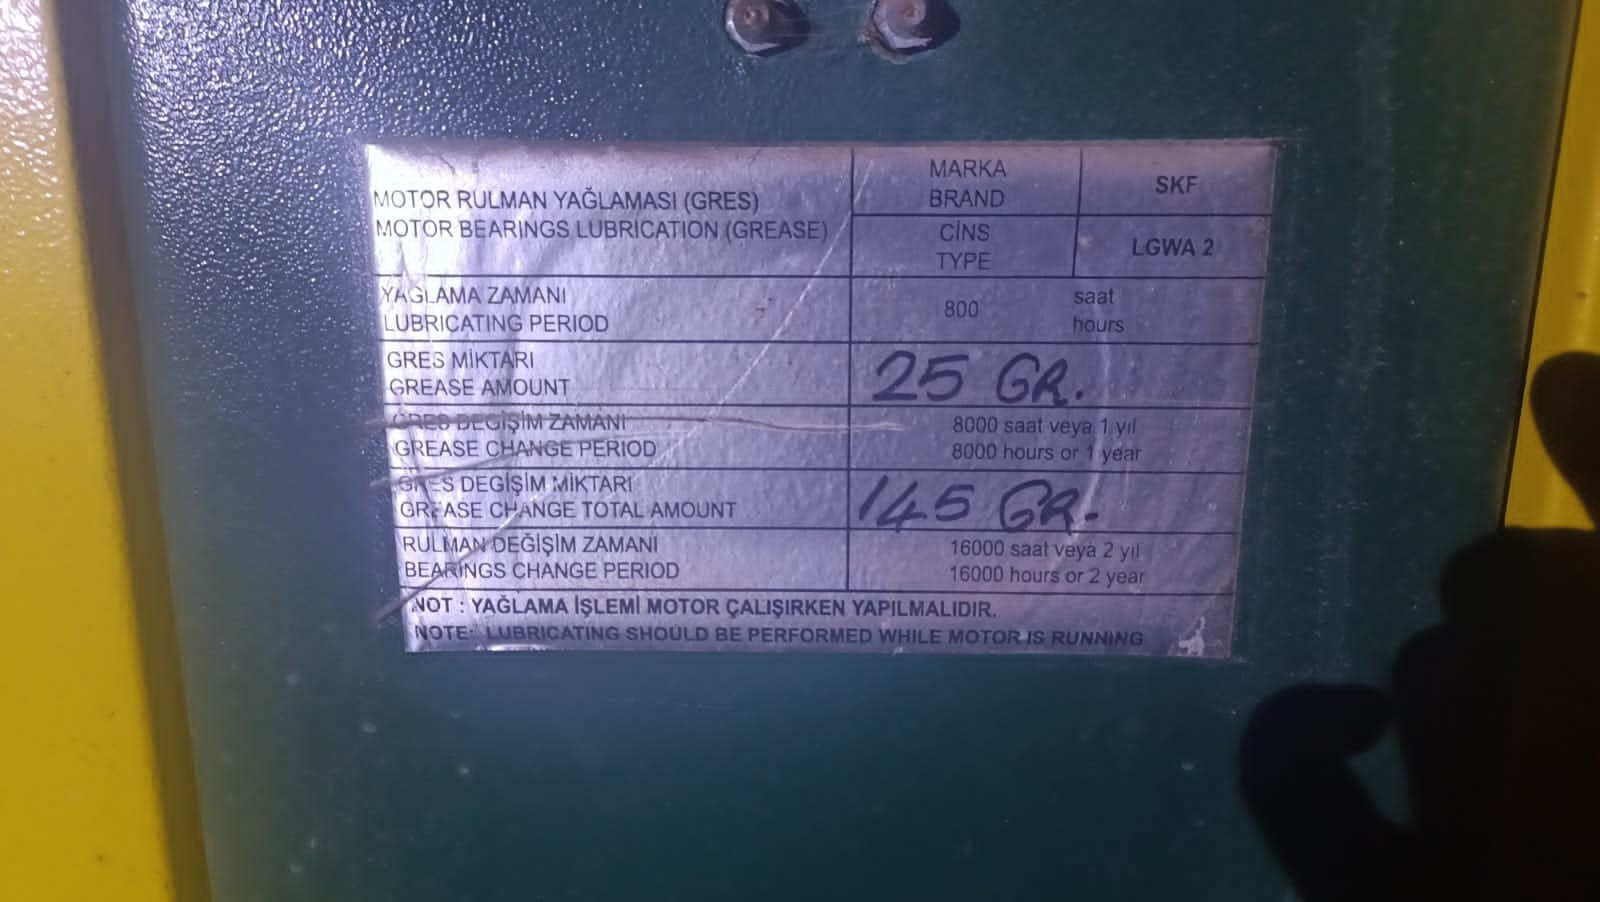 MOTOR RULMAN YAĞLAMASI (GRES)
MOTOR BEARINGS LUBRICATION (GREASE)
MARKA
BRAND
SKF
CİNS
TYPE
LGWA 2
YAĞLAMA ZAMANI
LUBRICATING PERIOD
800
saat
hours
GRES MİKTARI
GREASE AMOUNT
25 GR.
GRES DEGİŞİM ZAMANI
GREASE CHANGE PERIOD
8000 saat veya 1 yıl
8000 hours or 1 year
GRES DEGİŞİM MİKTARI
GREASE CHANGE TOTAL AMOUNT
145 GR.
RULMAN DEĞİŞİM ZAMANI
BEARINGS CHANGE PERIOD
16000 saat veya 2 yıl
16000 hours or 2 year
NOT : YAĞLAMA İŞLEMİ MOTOR ÇALIŞIRKEN YAPILMALIDIR.
NOTE: LUBRICATING SHOULD BE PERFORMED WHILE MOTOR IS RUNNING